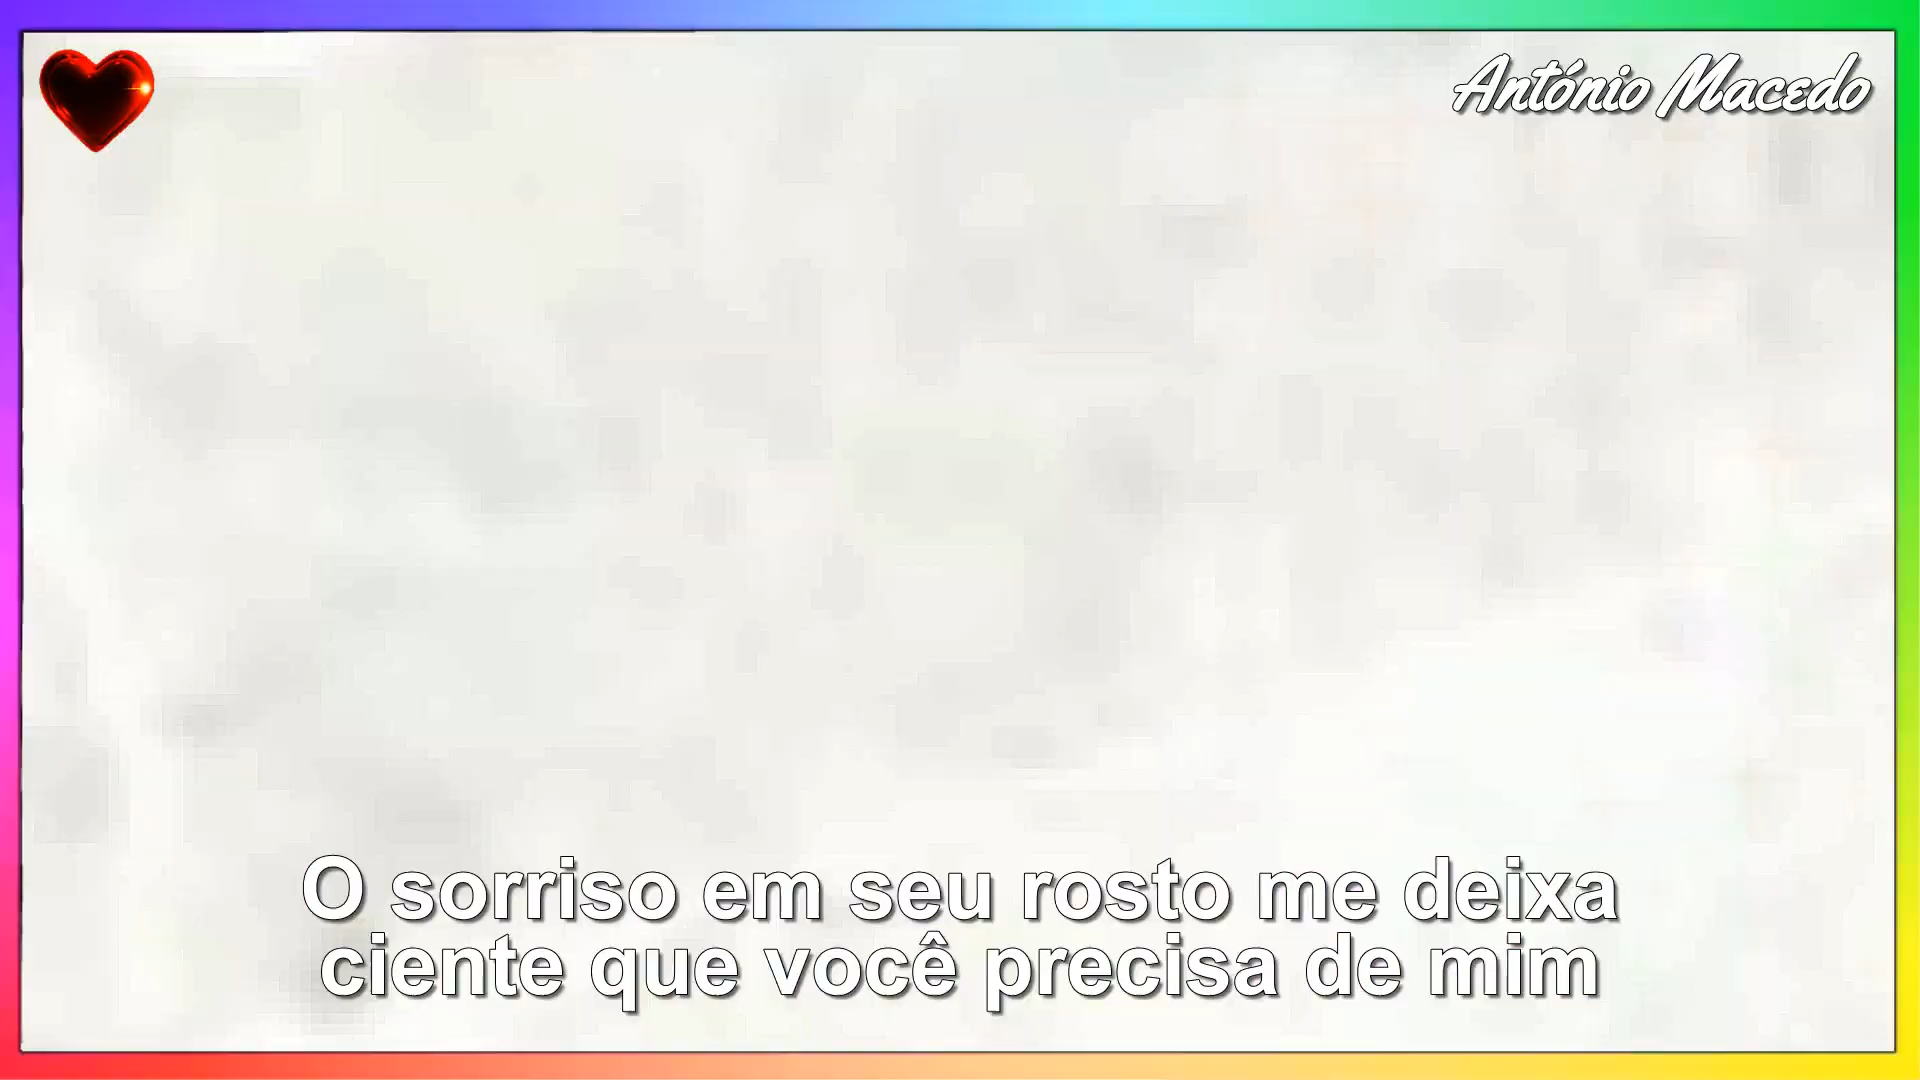 António Macedo
O sorriso em seu rosto me deixa
ciente que você precisa de mim